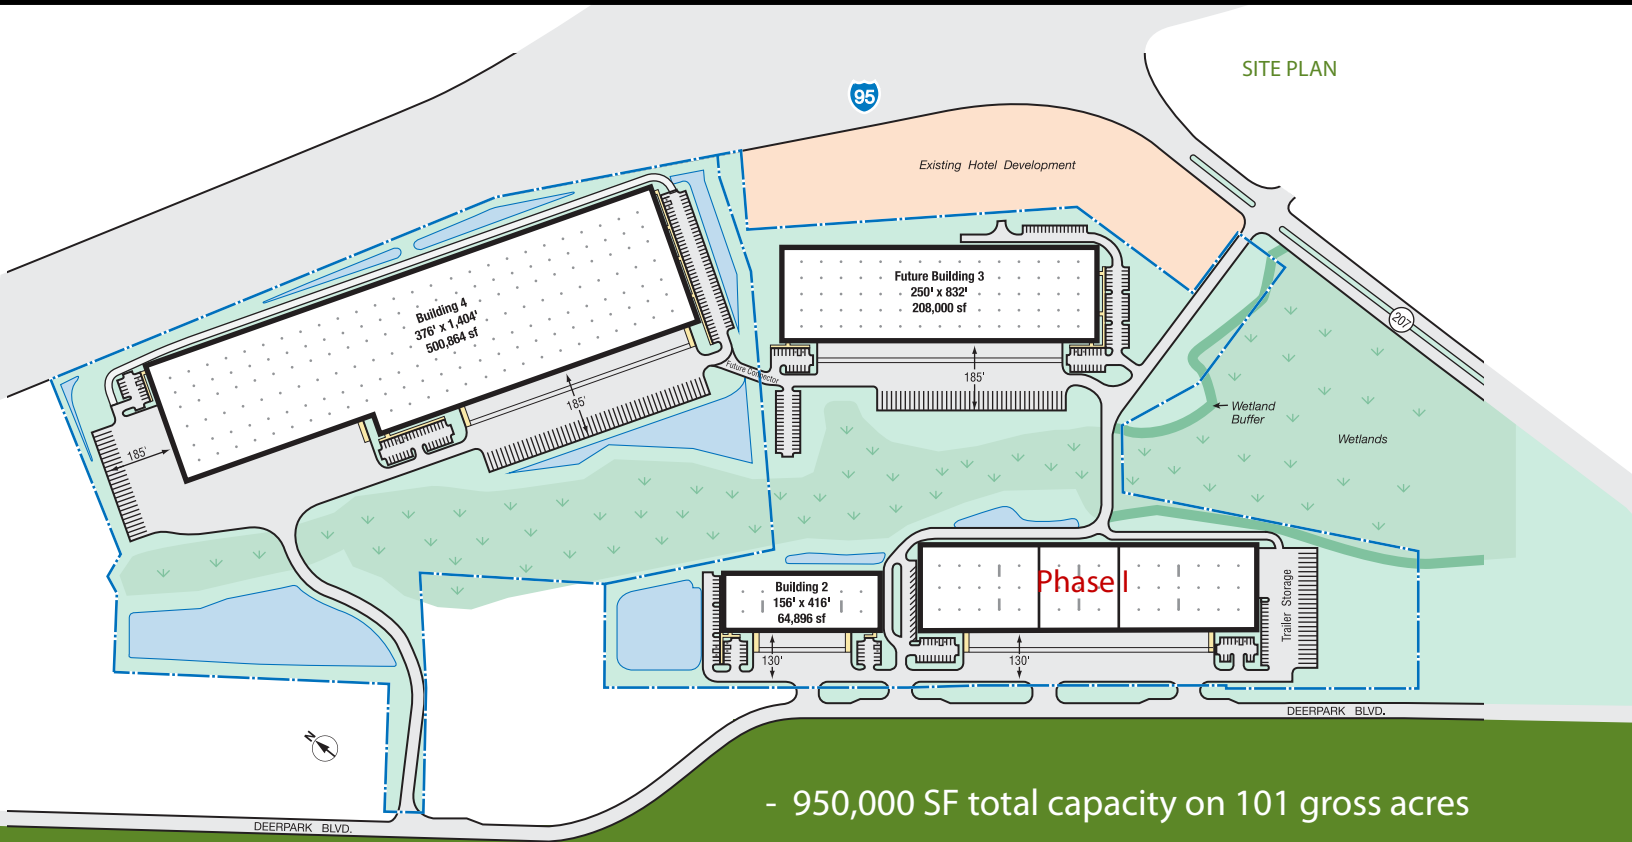 SITE PLAN
95
Existing Hotel Development
Future Building 3
250' x 832'
208,000 sf
Building 4
376' x 1,404'
500,864 sf
207
Future Connector
185'
185'
185'
Wetland
Buffer
Wetlands
Phase I
Building 2
156' x 416'
64,896 sf
Trailer Storage
130'
130'
DEERPARK BLVD.
N
- 950,000 SF total capacity on 101 gross acres
DEERPARK BLVD.